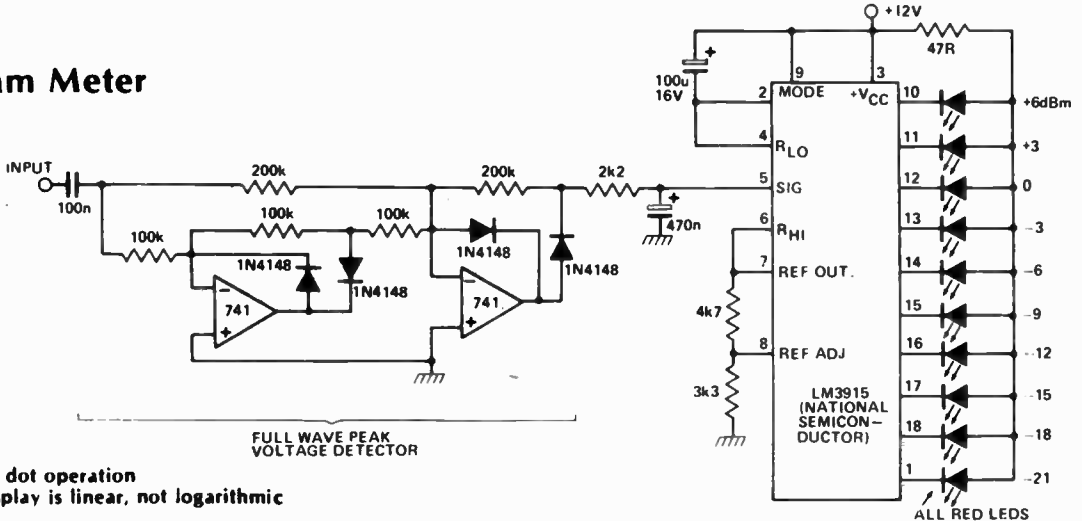 am Meter
INPUT
100n
200k
200k
2k2
100k
100k
100k
1N4148
1N4148
1N4148
1N4148
741
741
470n
FULL WAVE PEAK
VOLTAGE DETECTOR
dot operation
play is linear, not logarithmic
+12V
47R
100u
16V
9
MODE
3
+VCC
2
4
RLO
5
SIG
6
RHI
7
REF OUT.
4k7
8
REF ADJ
3k3
LM3915
(NATIONAL
SEMICON-
DUCTOR)
10
+6dBm
11
+3
12
0
13
-3
14
-6
15
-9
16
-12
17
-15
18
-18
1
-21
ALL RED LEDS